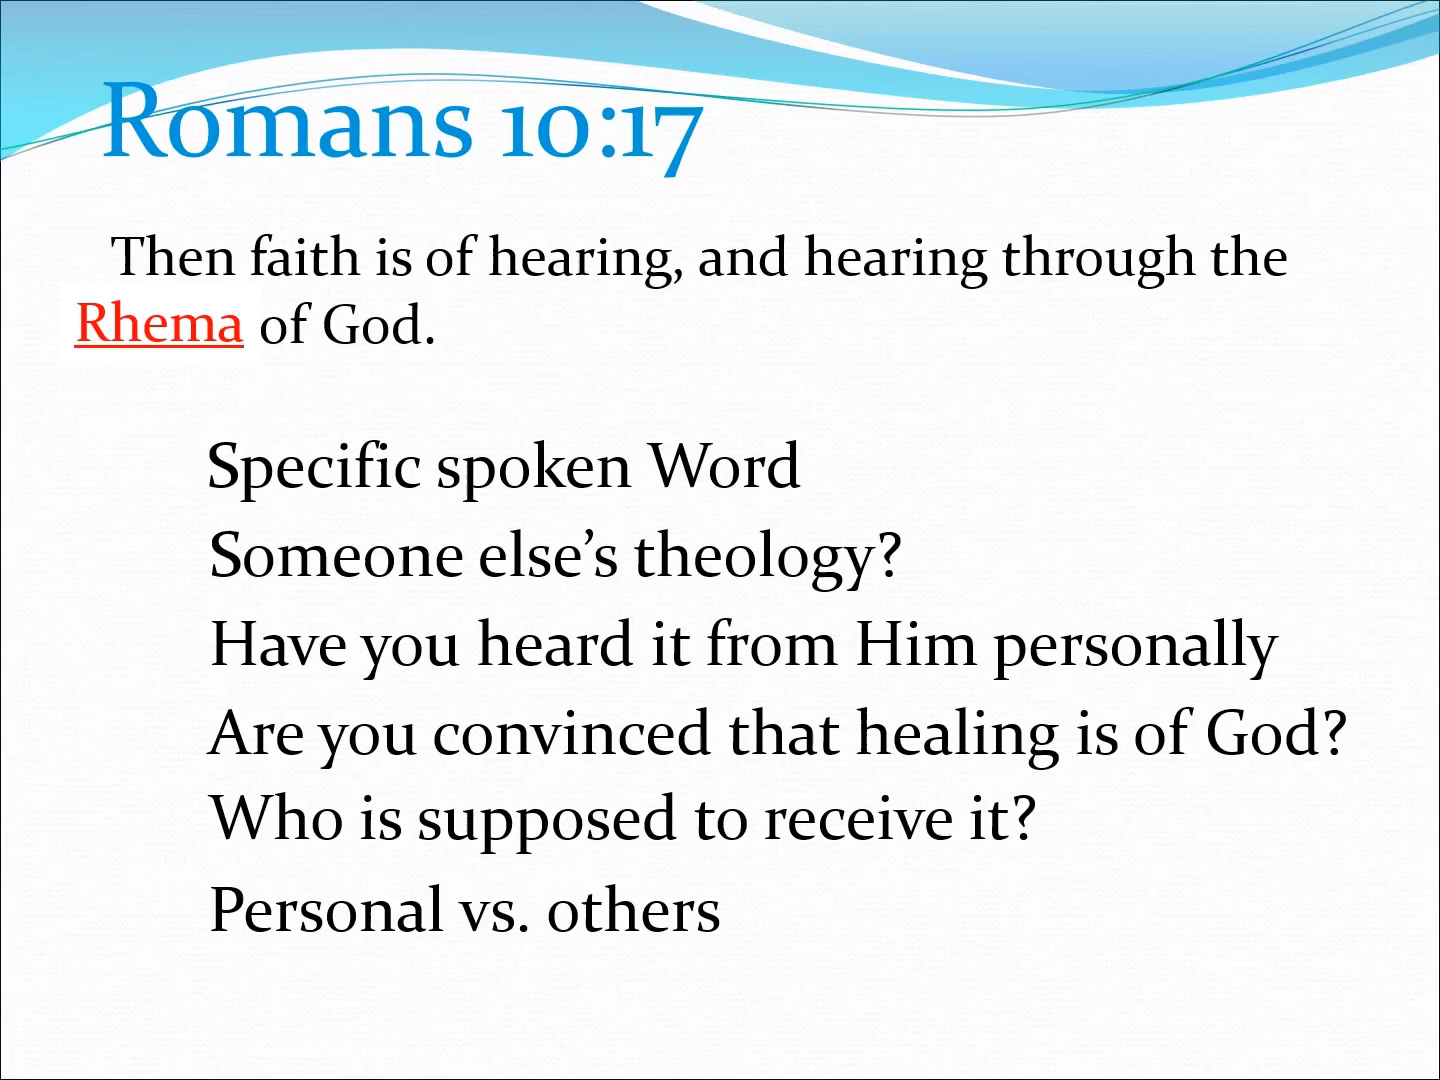 Romans 10:17
Then faith is of hearing, and hearing through the
Rhema of God.
Specific spoken Word
Someone else’s theology?
Have you heard it from Him personally
Are you convinced that healing is of God?
Who is supposed to receive it?
Personal vs. others